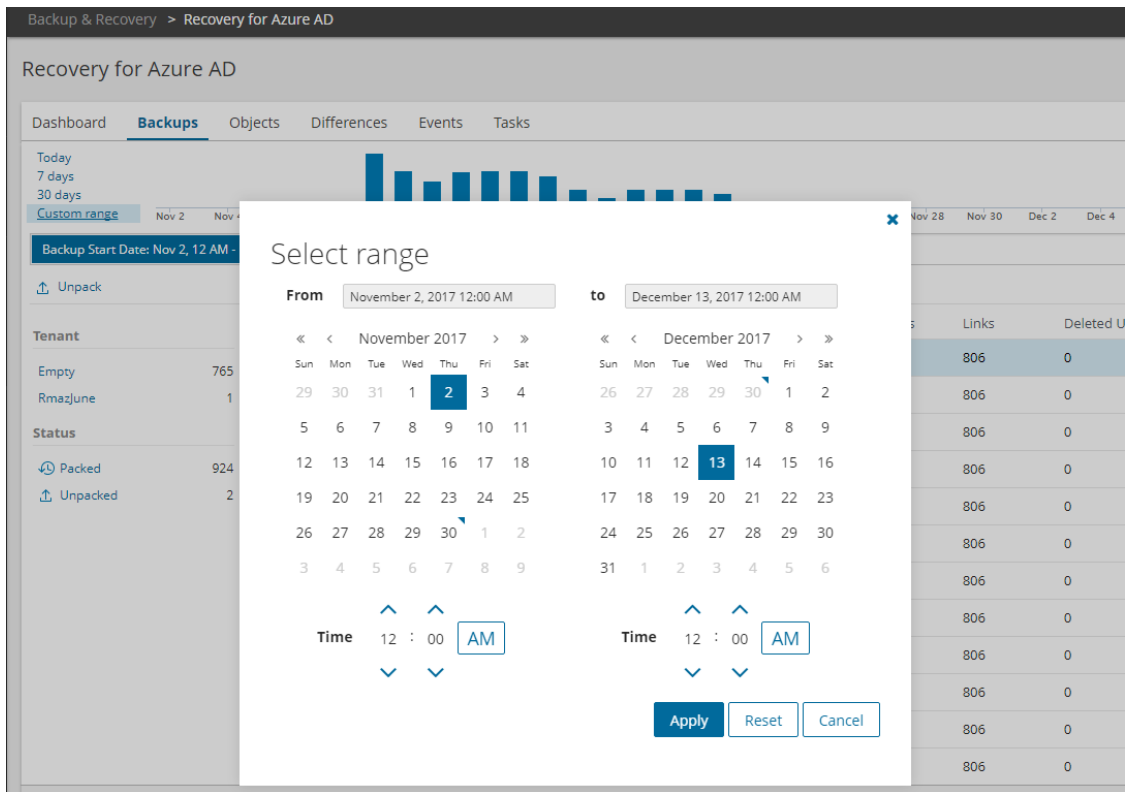 Backup & Recovery > Recovery for Azure AD
Recovery for Azure AD
Dashboard Backups Objects Differences Events Tasks
Today
7 days
30 days
Custom range Nov 2 Nov Nov 28 Nov 30 Dec 2 Dec 4
Backup Start Date: Nov 2, 12 AM -
Unpack
Tenant
Empty 765
RmazJune 1
Status
Packed 924
Unpacked 2
Select range
From November 2, 2017 12:00 AM to December 13, 2017 12:00 AM
« < November 2017 > »
Sun Mon Tue Wed Thu Fri Sat
29 30 31 1 2 3 4
5 6 7 8 9 10 11
12 13 14 15 16 17 18
19 20 21 22 23 24 25
26 27 28 29 30 1 2
3 4 5 6 7 8 9
Time 12 : 00 AM
« < December 2017 > »
Sun Mon Tue Wed Thu Fri Sat
26 27 28 29 30 1 2
3 4 5 6 7 8 9
10 11 12 13 14 15 16
17 18 19 20 21 22 23
24 25 26 27 28 29 30
31 1 2 3 4 5 6
Time 12 : 00 AM
Apply Reset Cancel
s Links Deleted U
806 0
806 0
806 0
806 0
806 0
806 0
806 0
806 0
806 0
806 0
806 0
806 0